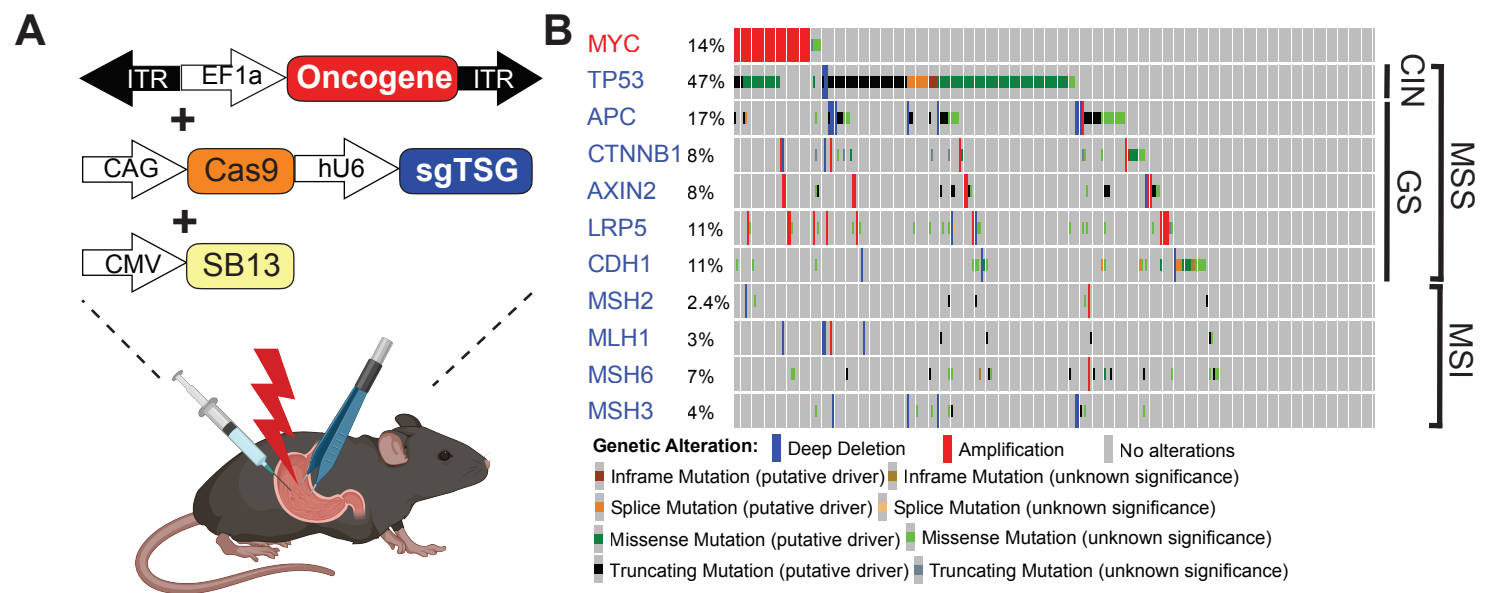 A
ITR EF1a Oncogene ITR
+
CAG Cas9 hU6 sgTSG
+
CMV SB13
B
MYC 14%
TP53 47%
APC 17%
CTNNB1 8%
AXIN2 8%
LRP5 11%
CDH1 11%
MSH2 2.4%
MLH1 3%
MSH6 7%
MSH3 4%
CIN
GS
MSS
MSI
Genetic Alteration: Deep Deletion Amplification No alterations
Inframe Mutation (putative driver) Inframe Mutation (unknown significance)
Splice Mutation (putative driver) Splice Mutation (unknown significance)
Missense Mutation (putative driver) Missense Mutation (unknown significance)
Truncating Mutation (putative driver) Truncating Mutation (unknown significance)